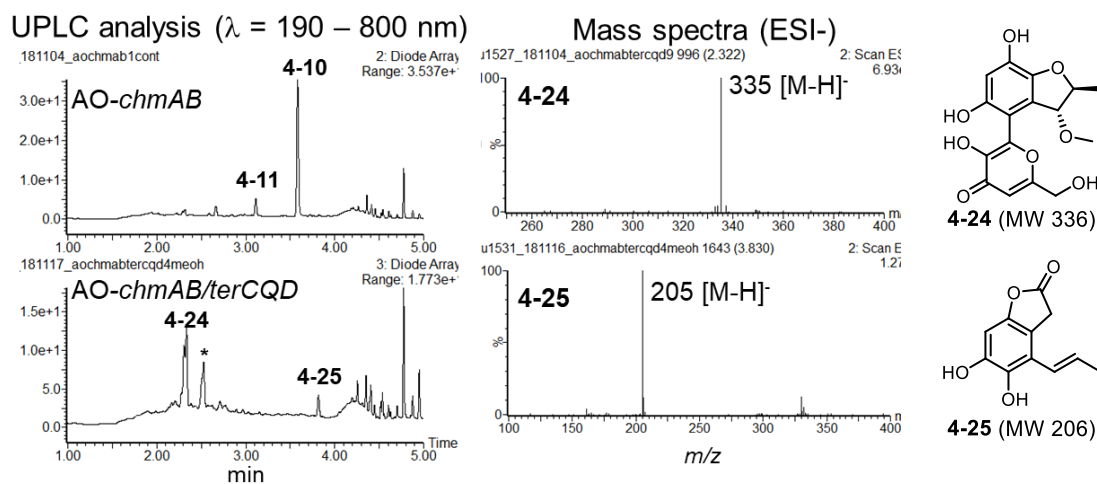 UPLC analysis (λ = 190 – 800 nm)
181104_aochmab1cont
2: Diode Array
Range: 3.537e+
4-10
AO-chmAB
3.0e+1
2.0e+1
1.0e+1
0.0
4-11
1.00 2.00 3.00 4.00 5.00
181117_aochmabtercqd4meoh
3: Diode Array
Range: 1.773e+
AO-chmAB/terCQD
1.5e+1
1.0e+1
5.0
0.0
4-24
*
4-25
Time
1.00 2.00 3.00 4.00 5.00
min
Mass spectra (ESI-)
u1527_181104_aochmabtercqd9 996 (2.322)
2: Scan ES
6.93e
100
4-24
335 [M-H]-
%
0
260 280 300 320 340 360 380 400
u1531_181116_aochmabtercqd4meoh 1643 (3.830)
2: Scan E
1.27
100
4-25
205 [M-H]-
%
0
100 150 200 250 300 350 400
m/z
OH
O
HO
O
HO
O
O
OH
4-24 (MW 336)
O
O
HO
OH
4-25 (MW 206)